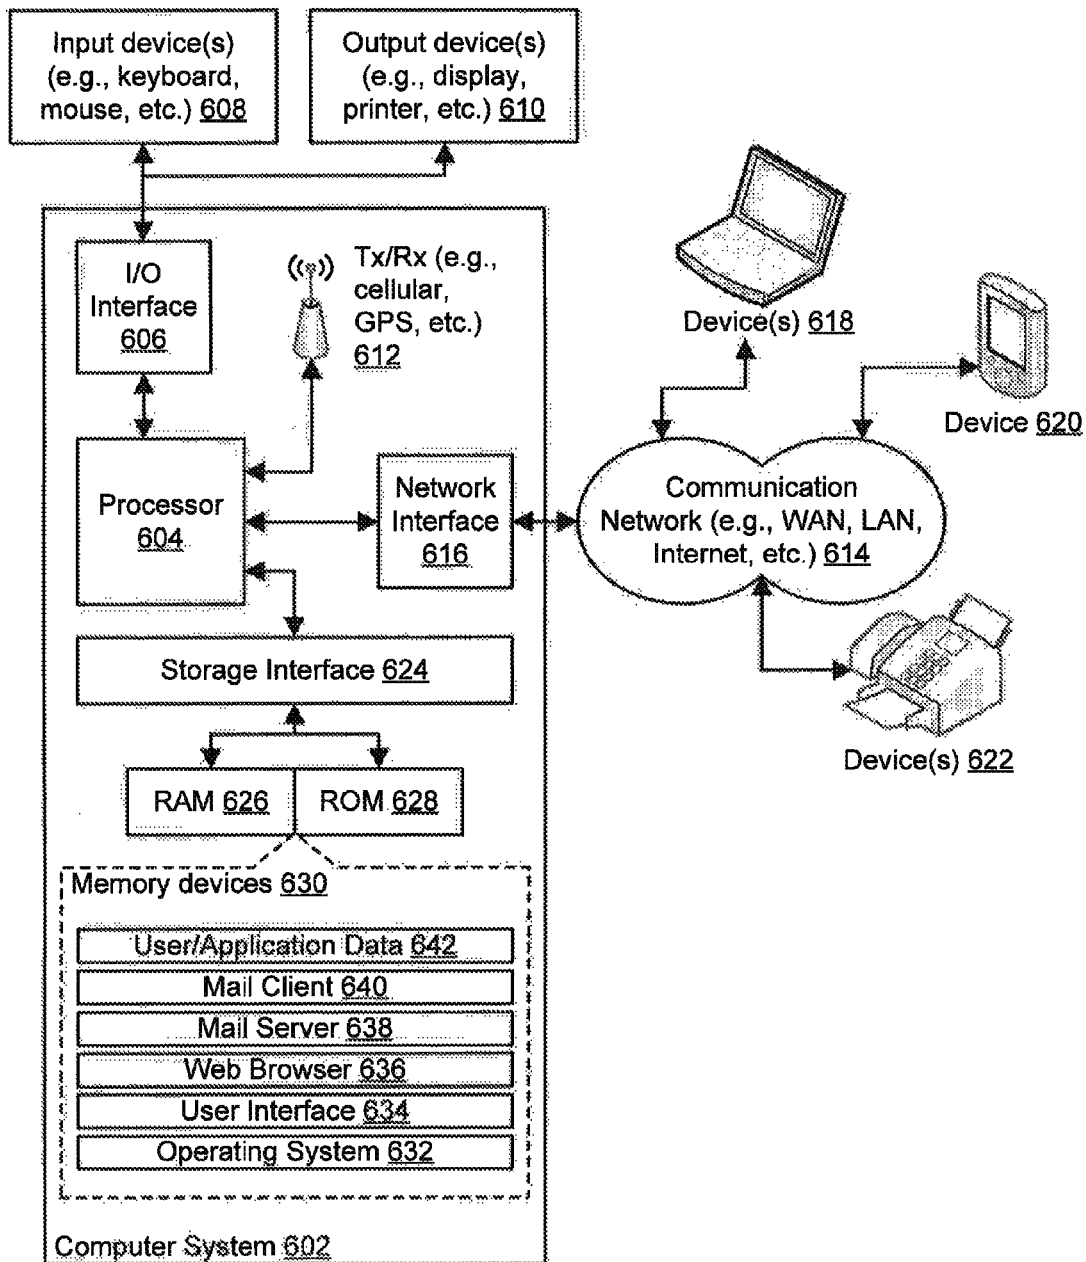 Input device(s)
(e.g., keyboard,
mouse, etc.) 608
Output device(s)
(e.g., display,
printer, etc.) 610
I/O
Interface
606
Tx/Rx (e.g.,
cellular,
GPS, etc.)
612
Device(s) 618
Device 620
Processor
604
Network
Interface
616
Communication
Network (e.g., WAN, LAN,
Internet, etc.) 614
Storage Interface 624
Device(s) 622
RAM 626
ROM 628
Memory devices 630
User/Application Data 642
Mail Client 640
Mail Server 638
Web Browser 636
User Interface 634
Operating System 632
Computer System 602